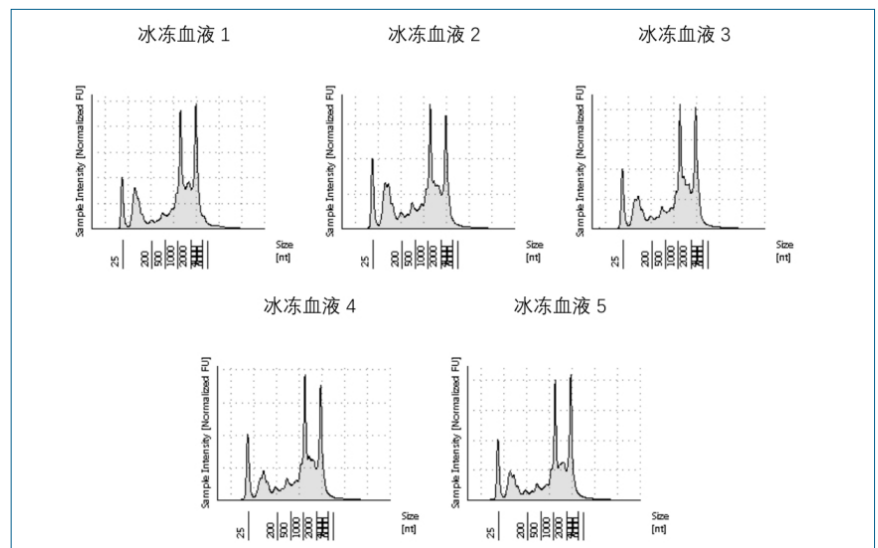 冰冻血液 1
冰冻血液 2
冰冻血液 3
Sample Intensity [Normalized FU]
25
200
500
1000
2000
Size
[nt]
Sample Intensity [Normalized FU]
25
200
500
1000
2000
Size
[nt]
Sample Intensity [Normalized FU]
25
200
500
1000
2000
Size
[nt]
冰冻血液 4
冰冻血液 5
Sample Intensity [Normalized FU]
25
200
500
1000
2000
Size
[nt]
Sample Intensity [Normalized FU]
25
200
500
1000
2000
Size
[nt]